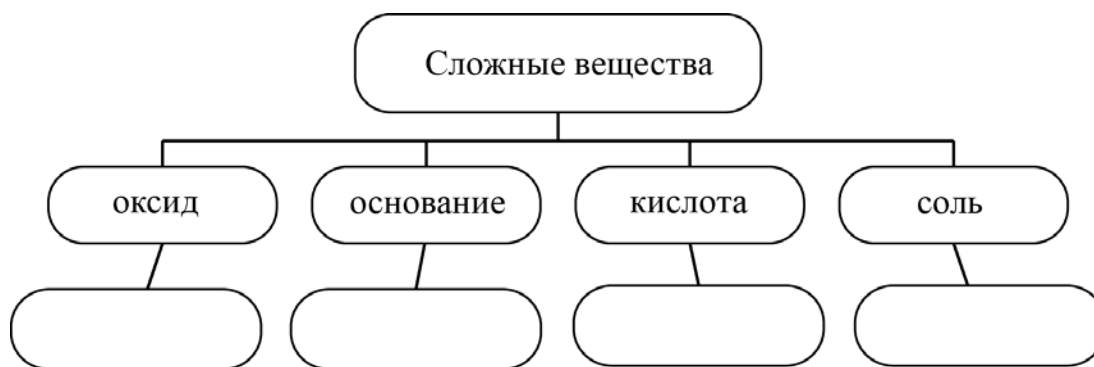 Сложные вещества
оксид
основание
кислота
соль